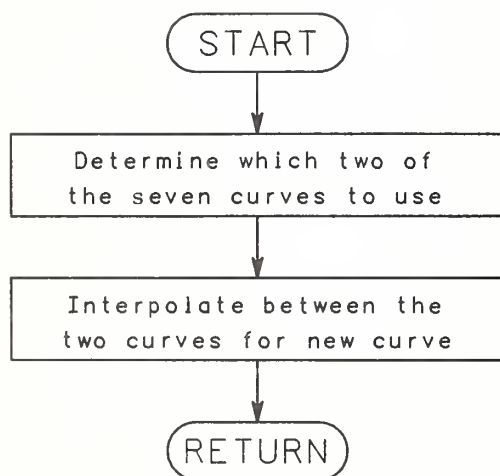 START
Determine which two of
the seven curves to use
Interpolate between the
two curves for new curve
RETURN